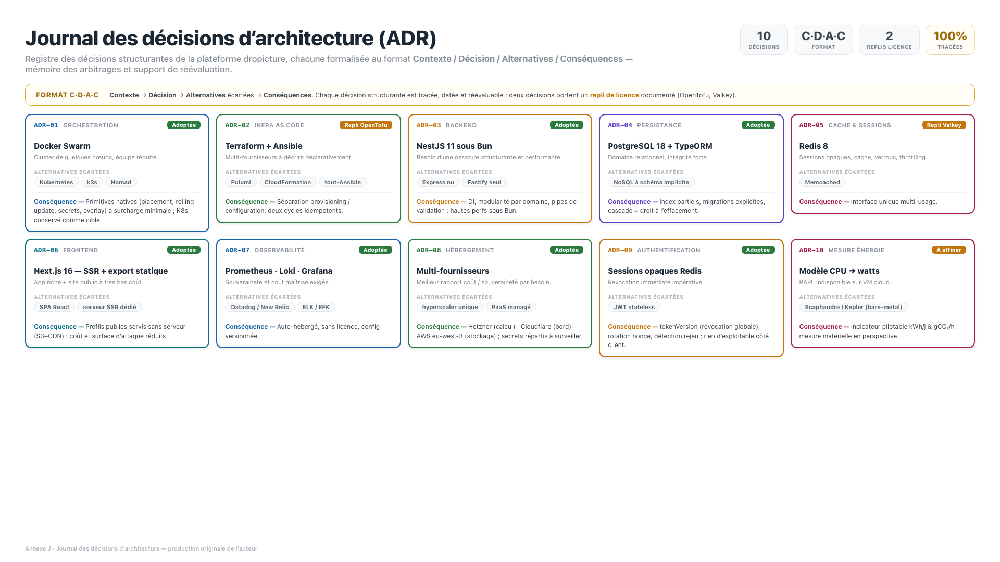 Journal des décisions d’architecture (ADR)
Registre des décisions structurantes de la plateforme dropicture, chacune formalisée au format Contexte / Décision / Alternatives / Conséquences —
mémoire des arbitrages et support de réévaluation.
10
DÉCISIONS
C·D·A·C
FORMAT
2
REPLIS LICENCE
100%
TRACÉES
FORMAT C·D·A·C Contexte → Décision → Alternatives écartées → Conséquences. Chaque décision structurante est tracée, datée et réévaluable ; deux décisions portent un repli de licence documenté (OpenTofu, Valkey).
ADR–01 ORCHESTRATION Adoptée
Docker Swarm
Cluster de quelques nœuds, équipe réduite.
ALTERNATIVES ÉCARTÉES
Kubernetes k3s Nomad
Conséquence — Primitives natives (placement, rolling
update, secrets, overlay) à surcharge minimale ; K8s
conservé comme cible.
ADR–02 INFRA AS CODE Repli OpenTofu
Terraform + Ansible
Multi-fournisseurs à décrire déclarativement.
ALTERNATIVES ÉCARTÉES
Pulumi CloudFormation tout-Ansible
Conséquence — Séparation provisioning /
configuration, deux cycles idempotents.
ADR–03 BACKEND Adoptée
NestJS 11 sous Bun
Besoin d’une ossature structurante et performante.
ALTERNATIVES ÉCARTÉES
Express nu Fastify seul
Conséquence — DI, modularité par domaine, pipes de
validation ; hautes perfs sous Bun.
ADR–04 PERSISTANCE Adoptée
PostgreSQL 18 + TypeORM
Domaine relationnel, intégrité forte.
ALTERNATIVES ÉCARTÉES
NoSQL à schéma implicite
Conséquence — Index partiels, migrations explicites,
cascade = droit à l’effacement.
ADR–05 CACHE & SESSIONS Repli Valkey
Redis 8
Sessions opaques, cache, verrous, throttling.
ALTERNATIVES ÉCARTÉES
Memcached
Conséquence — Interface unique multi-usage.
ADR–06 FRONTEND Adoptée
Next.js 16 — SSR + export statique
App riche + site public à très bas coût.
ALTERNATIVES ÉCARTÉES
SPA React serveur SSR dédié
Conséquence — Profils publics servis sans serveur
(S3+CDN) : coût et surface d’attaque réduits.
ADR–07 OBSERVABILITÉ Adoptée
Prometheus · Loki · Grafana
Souveraineté et coût maîtrisé exigés.
ALTERNATIVES ÉCARTÉES
Datadog / New Relic ELK / EFK
Conséquence — Auto-hébergé, sans licence, config
versionnée.
ADR–08 HÉBERGEMENT Adoptée
Multi-fournisseurs
Meilleur rapport coût / souveraineté par besoin.
ALTERNATIVES ÉCARTÉES
hyperscaler unique PaaS managé
Conséquence — Hetzner (calcul) · Cloudflare (bord) ·
AWS eu-west-3 (stockage) ; secrets répartis à surveiller.
ADR–09 AUTHENTIFICATION Adoptée
Sessions opaques Redis
Révocation immédiate impérative.
ALTERNATIVES ÉCARTÉES
JWT stateless
Conséquence — tokenVersion (révocation globale),
rotation nonce, détection rejeu ; rien d’exploitable côté
client.
ADR–10 MESURE ÉNERGIE À affiner
Modèle CPU → watts
RAPL indisponible sur VM cloud.
ALTERNATIVES ÉCARTÉES
Scaphandre / Kepler (bare-metal)
Conséquence — Indicateur pilotable kWh/j & gCO₂/h ;
mesure matérielle en perspective.
Annexe J · Journal des décisions d’architecture — production originale de l’auteur